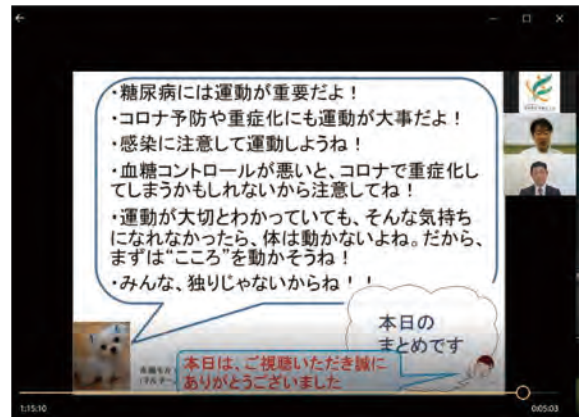 ・糖尿病には運動が重要だよ！
・コロナ予防や重症化にも運動が大事だよ！
・感染に注意して運動しようね！
・血糖コントロールが悪いと、コロナで重症化し
てしまうかもしれないから注意してね！
・運動が大切とわかっていても、そんな気持ち
になれなかったら、体は動かないよね。だから、
まずは“こころ”を動かそうね！
・みんな、独りじゃないからね！！
本日の
まとめです
本日は、ご視聴いただき誠に
ありがとうございました
1:15:10
0:05:03